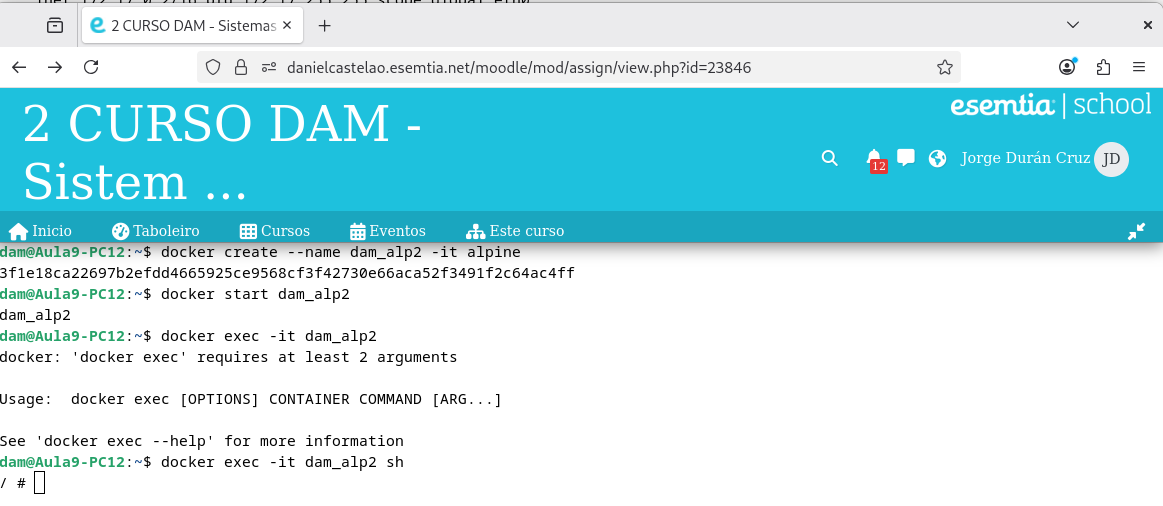 2 CURSO DAM - Sistemas
danielcastelao.esemtia.net/moodle/mod/assign/view.php?id=23846
esemtia | school
2 CURSO DAM -
Sistem ...
12
Jorge Durán Cruz JD
Inicio Taboleiro Cursos Eventos Este curso
dam@Aula9-PC12:~$ docker create --name dam_alp2 -it alpine
3f1e18ca22697b2efdd4665925ce9568cf3f42730e66aca52f3491f2c64ac4ff
dam@Aula9-PC12:~$ docker start dam_alp2
dam_alp2
dam@Aula9-PC12:~$ docker exec -it dam_alp2
docker: 'docker exec' requires at least 2 arguments
Usage:  docker exec [OPTIONS] CONTAINER COMMAND [ARG...]
See 'docker exec --help' for more information
dam@Aula9-PC12:~$ docker exec -it dam_alp2 sh
/ #